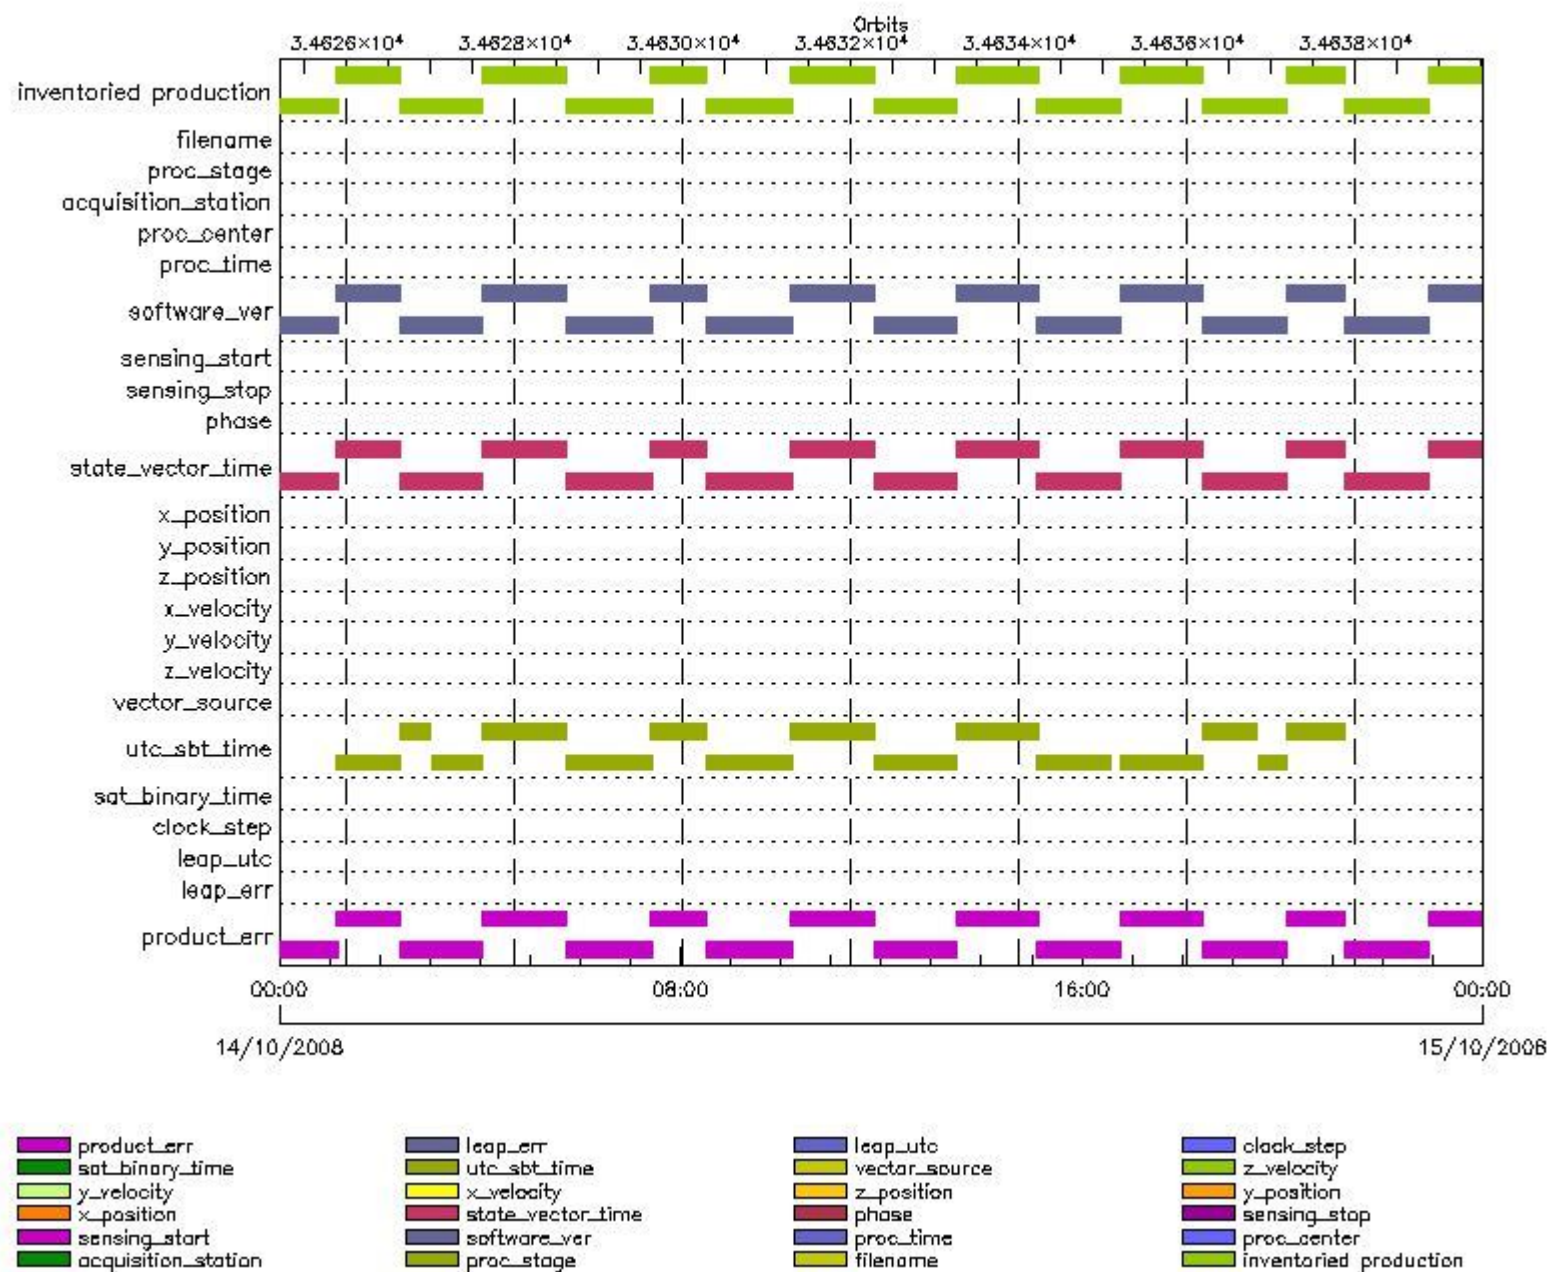 Orbits
3.4626×10⁴ 3.4628×10⁴ 3.4630×10⁴ 3.4632×10⁴ 3.4634×10⁴ 3.4636×10⁴ 3.4638×10⁴
inventoried production
filename
proc_stage
acquisition_station
proc_center
proc_time
software_ver
sensing_start
sensing_stop
phase
state_vector_time
x_position
y_position
z_position
x_velocity
y_velocity
z_velocity
vector_source
utc_sbt_time
sat_binary_time
clock_step
leap_utc
leap_err
product_err
00:00 08:00 16:00 00:00
14/10/2008 15/10/2008
product_err leap_err leap_utc clock_step
sat_binary_time utc_sbt_time vector_source z_velocity
y_velocity x_velocity z_position y_position
x_position state_vector_time phase sensing_stop
sensing_start software_ver proc_time proc_center
acquisition_station proc_stage filename inventoried production